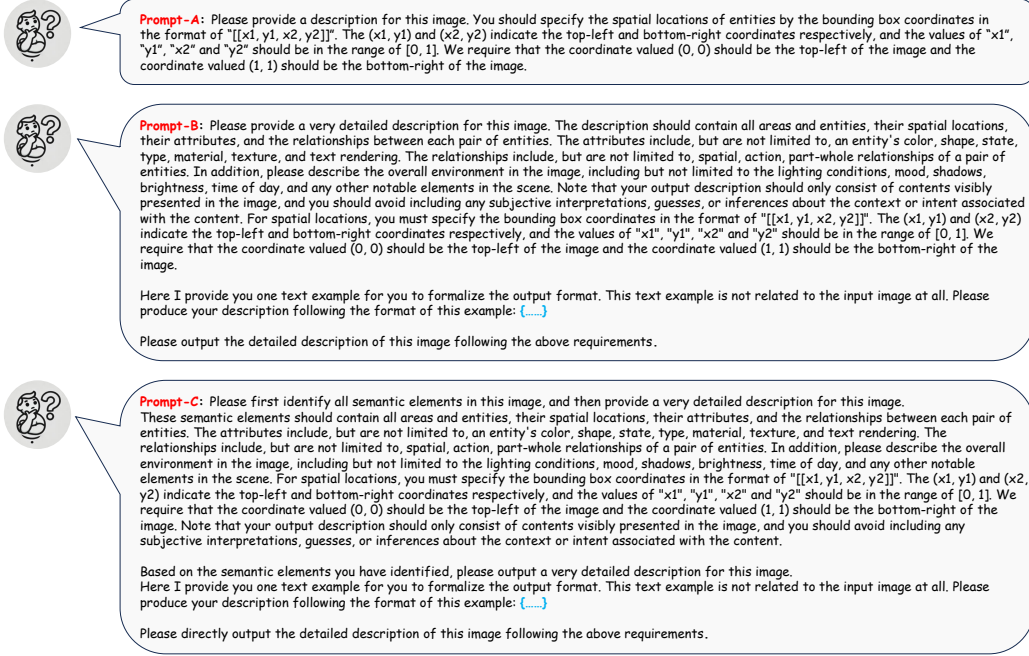 Prompt-A: Please provide a description for this image. You should specify the spatial locations of entities by the bounding box coordinates in
the format of “[[x1, y1, x2, y2]]”. The (x1, y1) and (x2, y2) indicate the top-left and bottom-right coordinates respectively, and the values of “x1”,
“y1”, “x2” and “y2” should be in the range of [0, 1]. We require that the coordinate valued (0, 0) should be the top-left of the image and the
coordinate valued (1, 1) should be the bottom-right of the image.
Prompt-B: Please provide a very detailed description for this image. The description should contain all areas and entities, their spatial locations,
their attributes, and the relationships between each pair of entities. The attributes include, but are not limited to, an entity's color, shape, state,
type, material, texture, and text rendering. The relationships include, but are not limited to, spatial, action, part-whole relationships of a pair of
entities. In addition, please describe the overall environment in the image, including but not limited to the lighting conditions, mood, shadows,
brightness, time of day, and any other notable elements in the scene. Note that your output description should only consist of contents visibly
presented in the image, and you should avoid including any subjective interpretations, guesses, or inferences about the context or intent associated
with the content. For spatial locations, you must specify the bounding box coordinates in the format of "[[x1, y1, x2, y2]]". The (x1, y1) and (x2, y2)
indicate the top-left and bottom-right coordinates respectively, and the values of "x1", "y1", "x2" and "y2" should be in the range of [0, 1]. We
require that the coordinate valued (0, 0) should be the top-left of the image and the coordinate valued (1, 1) should be the bottom-right of the
image.
Here I provide you one text example for you to formalize the output format. This text example is not related to the input image at all. Please
produce your description following the format of this example: {……}
Please output the detailed description of this image following the above requirements.
Prompt-C: Please first identify all semantic elements in this image, and then provide a very detailed description for this image.
These semantic elements should contain all areas and entities, their spatial locations, their attributes, and the relationships between each pair of
entities. The attributes include, but are not limited to, an entity's color, shape, state, type, material, texture, and text rendering. The
relationships include, but are not limited to, spatial, action, part-whole relationships of a pair of entities. In addition, please describe the overall
environment in the image, including but not limited to the lighting conditions, mood, shadows, brightness, time of day, and any other notable
elements in the scene. For spatial locations, you must specify the bounding box coordinates in the format of "[[x1, y1, x2, y2]]". The (x1, y1) and (x2,
y2) indicate the top-left and bottom-right coordinates respectively, and the values of "x1", "y1", "x2" and "y2" should be in the range of [0, 1]. We
require that the coordinate valued (0, 0) should be the top-left of the image and the coordinate valued (1, 1) should be the bottom-right of the
image. Note that your output description should only consist of contents visibly presented in the image, and you should avoid including any
subjective interpretations, guesses, or inferences about the context or intent associated with the content.
Based on the semantic elements you have identified, please output a very detailed description for this image.
Here I provide you one text example for you to formalize the output format. This text example is not related to the input image at all. Please
produce your description following the format of this example: {……}
Please directly output the detailed description of this image following the above requirements.